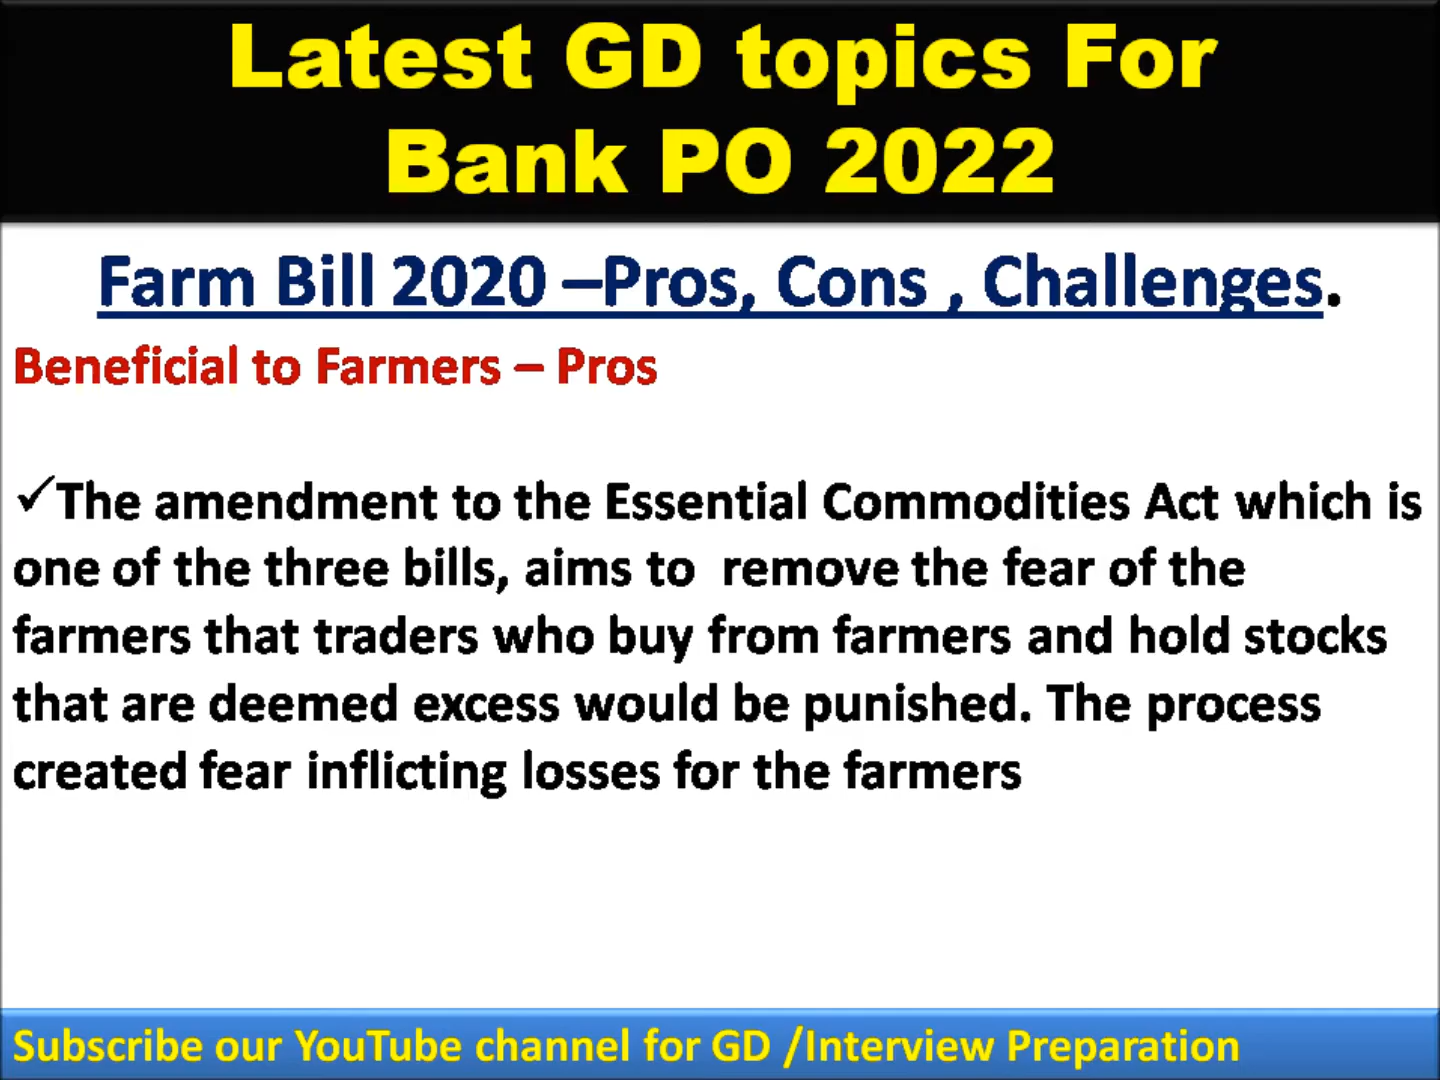 Latest GD topics For
Bank PO 2022
Farm Bill 2020 –Pros, Cons , Challenges.
Beneficial to Farmers – Pros
✓The amendment to the Essential Commodities Act which is
one of the three bills, aims to  remove the fear of the
farmers that traders who buy from farmers and hold stocks
that are deemed excess would be punished. The process
created fear inflicting losses for the farmers
Subscribe our YouTube channel for GD /Interview Preparation